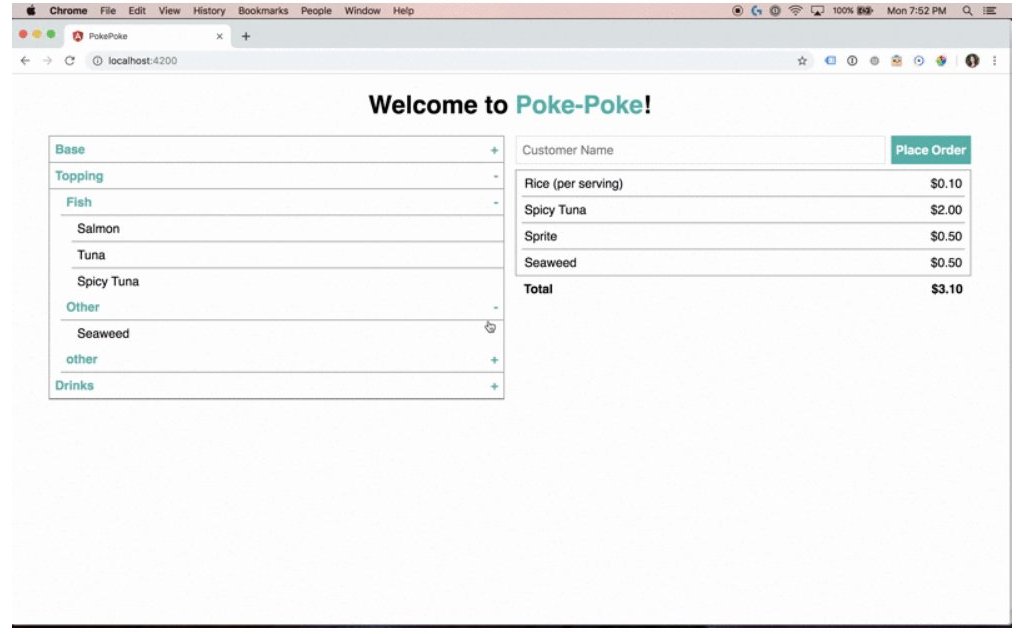 Chrome File Edit View History Bookmarks People Window Help 100% Mon 7:52 PM
PokePoke
localhost:4200
Welcome to Poke-Poke!
Base +
Topping -
Fish -
Salmon
Tuna
Spicy Tuna
Other -
Seaweed
other +
Drinks +
Customer Name Place Order
Rice (per serving) $0.10
Spicy Tuna $2.00
Sprite $0.50
Seaweed $0.50
Total $3.10